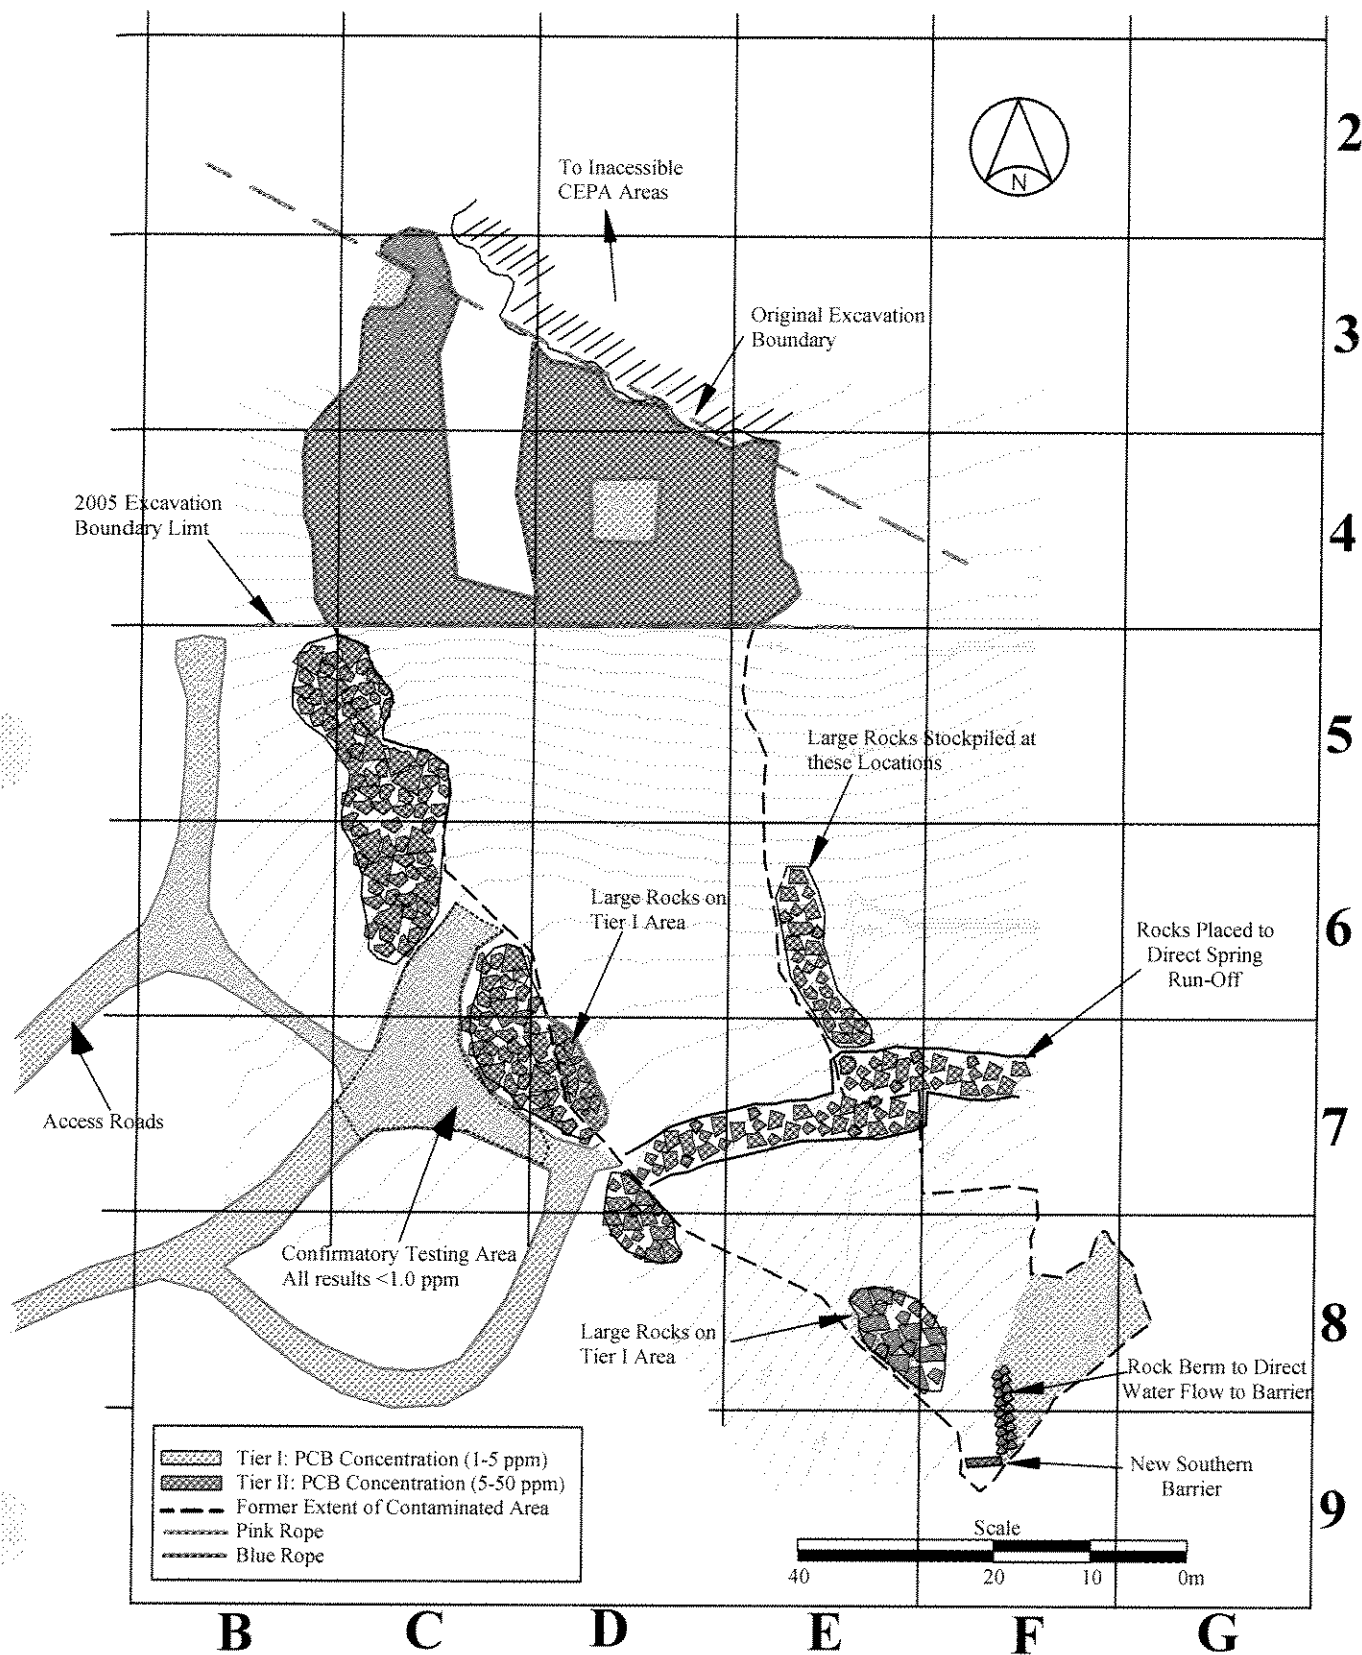 2
To Inacessible
CEPA Areas
N
Original Excavation
Boundary
3
2005 Excavation
Boundary Limt
4
Large Rocks Stockpiled at
these Locations
5
Large Rocks on
Tier I Area
Rocks Placed to
Direct Spring
Run-Off
6
Access Roads
7
Confirmatory Testing Area
All results <1.0 ppm
Large Rocks on
Tier I Area
8
Rock Berm to Direct
Water Flow to Barrier
Tier I: PCB Concentration (1-5 ppm)
Tier II: PCB Concentration (5-50 ppm)
Former Extent of Contaminated Area
Pink Rope
Blue Rope
New Southern
Barrier
9
Scale
40 20 10 0m
B C D E F G